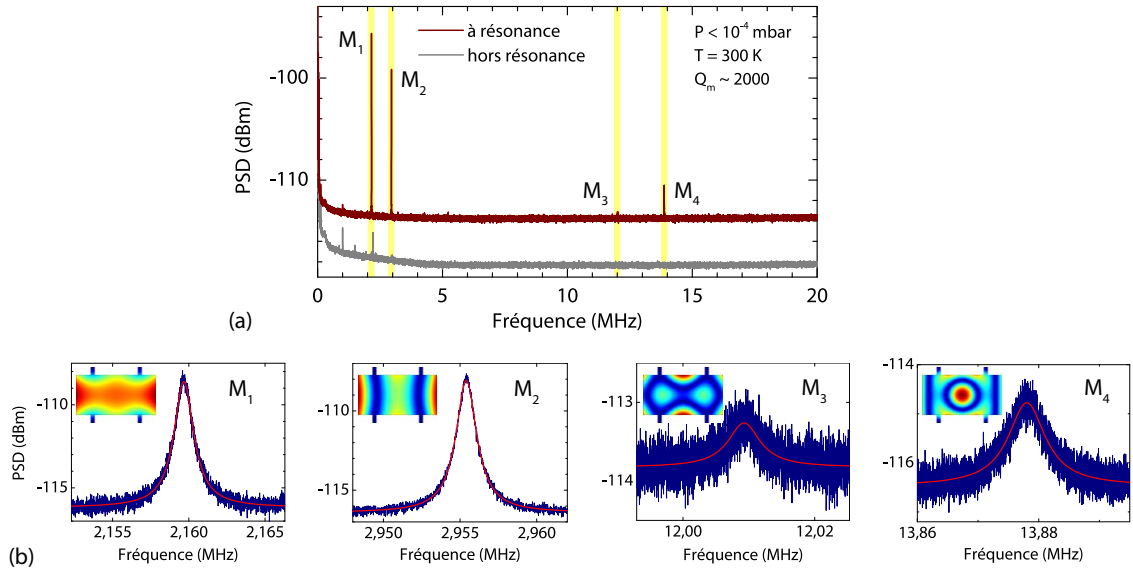 M1
M2
M3
M4
à résonance
hors résonance
P < 10⁻⁴ mbar
T = 300 K
Qm ~ 2000
PSD (dBm)
-100
-110
0 5 10 15 20
Fréquence (MHz)
(a)
M1
PSD (dBm)
-110
-115
2,155 2,160 2,165
Fréquence (MHz)
M2
-110
-115
2,950 2,955 2,960
Fréquence (MHz)
M3
-113
-114
12,00 12,02
Fréquence (MHz)
M4
-114
-116
13,86 13,88
Fréquence (MHz)
(b)